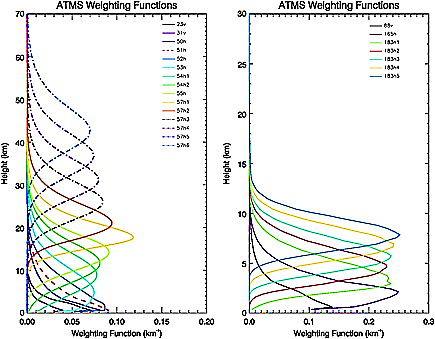 ATMS Weighting Functions
70
60
50
40
30
20
10
0
Height (km)
0.00 0.05 0.10 0.15 0.20
Weighting Function (km⁻¹)
23v
31v
50h
51h
52h
53h
54h1
54h2
55h
57h1
57h2
57h3
57h4
57h5
57h6
ATMS Weighting Functions
30
25
20
15
10
5
0
Height (km)
0.0 0.1 0.2 0.3
Weighting Function (km⁻¹)
88v
165h
183h1
183h2
183h3
183h4
183h5